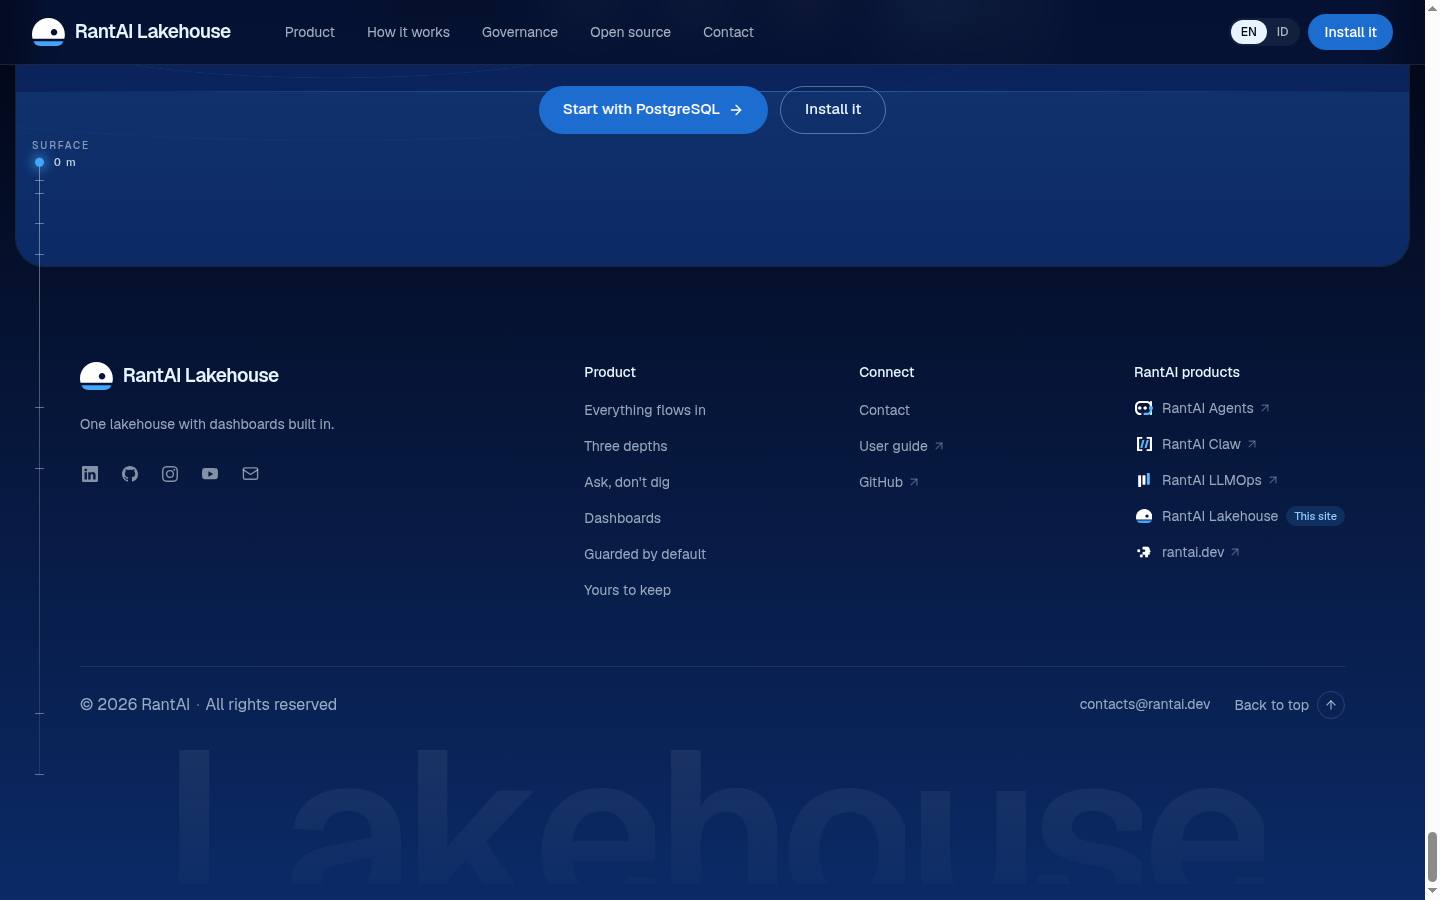 RantAI Lakehouse
Product
How it works
Governance
Open source
Contact
EN
ID
Install it
Start with PostgreSQL
Install it
SURFACE
0 m
RantAI Lakehouse
One lakehouse with dashboards built in.
Product
Everything flows in
Three depths
Ask, don't dig
Dashboards
Guarded by default
Yours to keep
Connect
Contact
User guide
GitHub
RantAI products
RantAI Agents
RantAI Claw
RantAI LLMOps
RantAI Lakehouse This site
rantai.dev
© 2026 RantAI · All rights reserved
contacts@rantai.dev
Back to top
Lakehouse